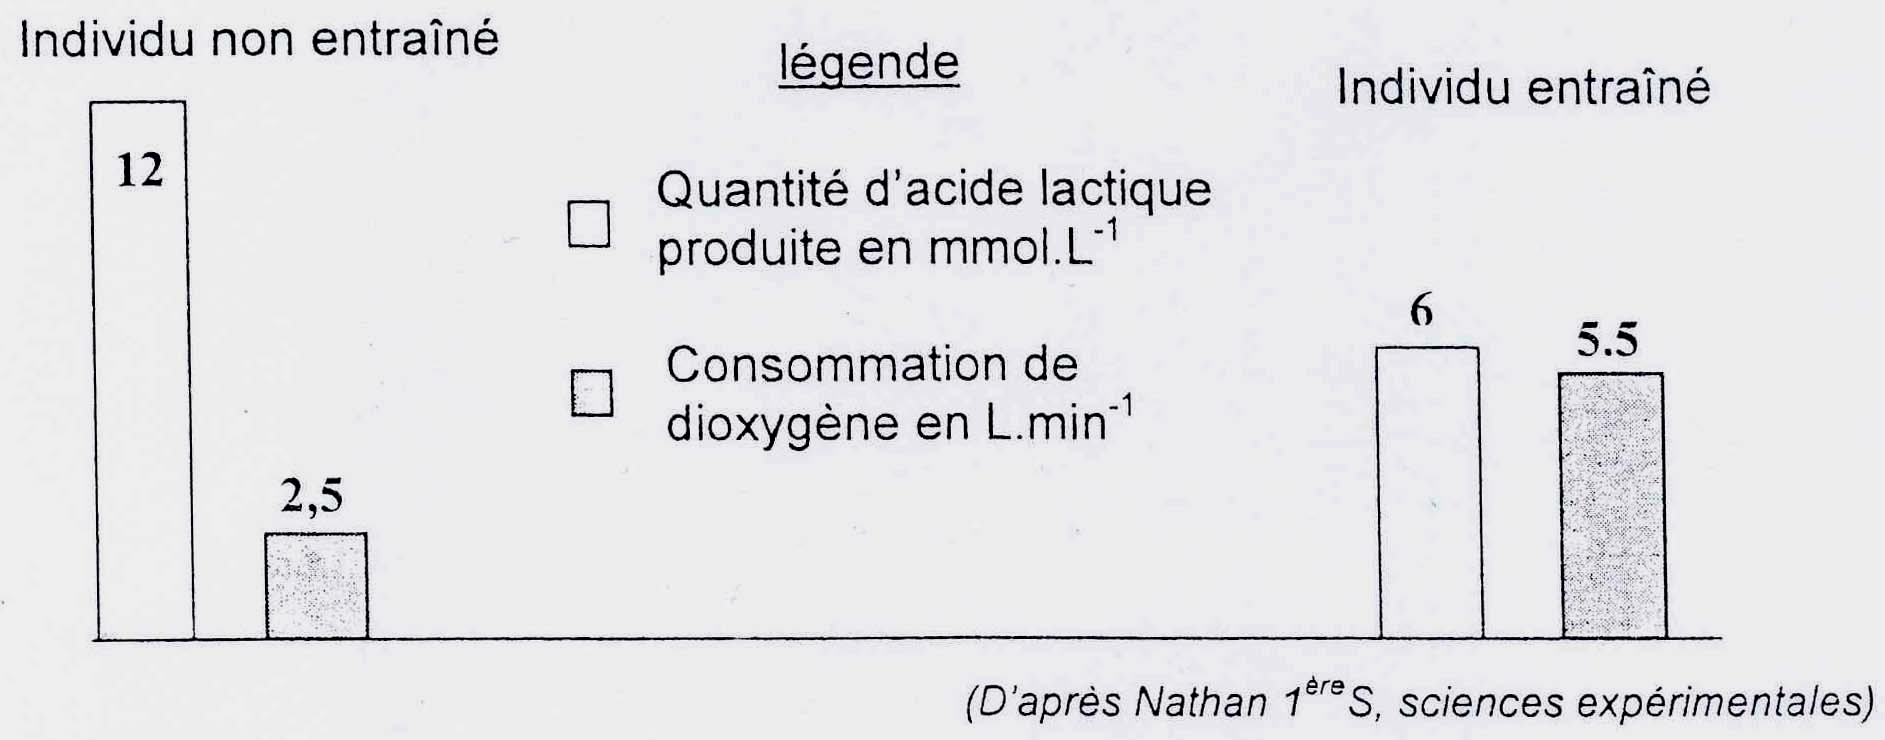 Individu non entraîné
légende
Individu entraîné
12
Quantité d'acide lactique
produite en mmol.L⁻¹
6
5.5
Consommation de
dioxygène en L.min⁻¹
2,5
(D'après Nathan 1ère S, sciences expérimentales)